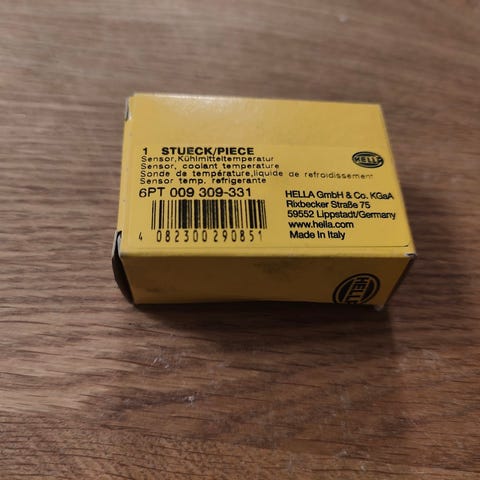 1 STUECK/PIECE
Sensor,Kühlmitteltemperatur
Sensor, coolant temperature
Sonde de température,liquide de refroidissement
Sensor temp. refrigerante
6PT 009 309-331
4 082300 290851
HELLA
HELLA GmbH & Co. KGaA
Rixbecker Straße 75
59552 Lippstadt/Germany
www.hella.com
Made in Italy
HELLA